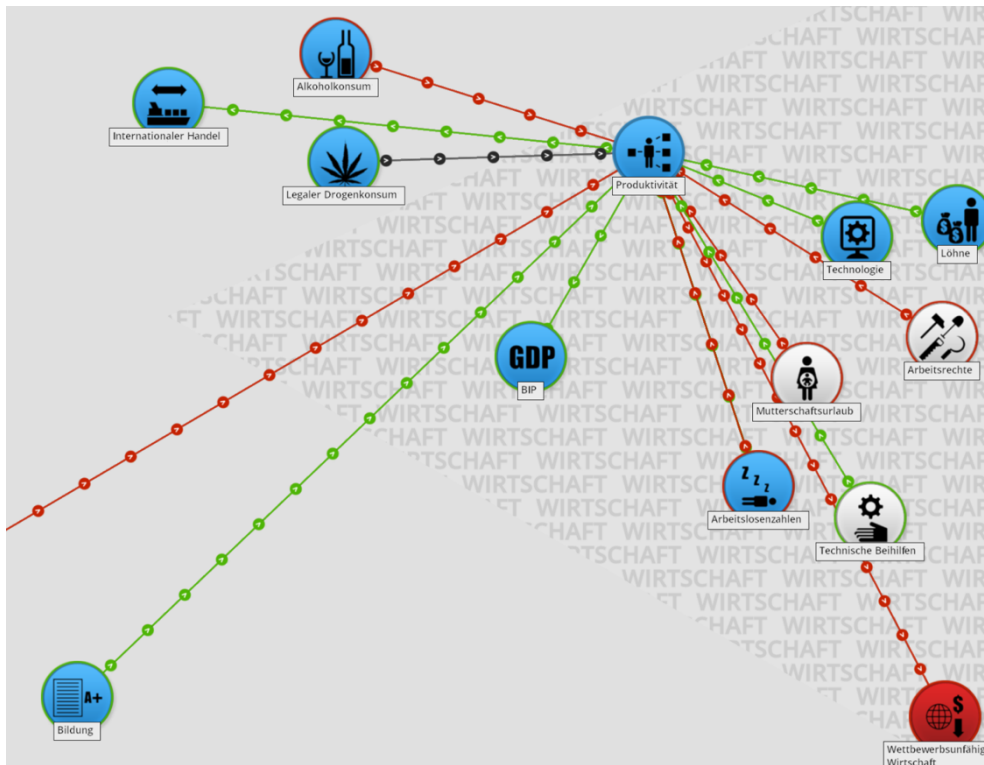 WIRTSCHAFT
Alkoholkonsum
Internationaler Handel
Legaler Drogenkonsum
Produktivität
$ $
Löhne
Technologie
Arbeitsrechte
GDP
BIP
Mutterschaftsurlaub
Z Z Z
Arbeitslosenzahlen
Technische Beihilfen
A+
Bildung
$
Wettbewerbsunfähig
Wirtschaft